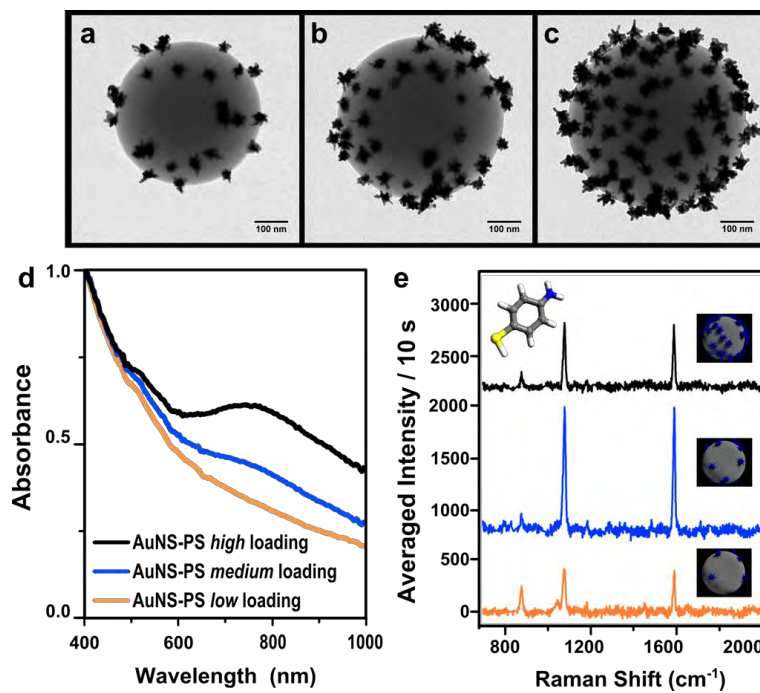 a
b
c
100 nm
100 nm
100 nm
d
1.0
0.5
0.0
Absorbance
AuNS-PS high loading
AuNS-PS medium loading
AuNS-PS low loading
400
600
800
1000
Wavelength (nm)
e
3000
2500
2000
1500
1000
500
0
Averaged Intensity / 10 s
800
1200
1600
2000
Raman Shift (cm⁻¹)